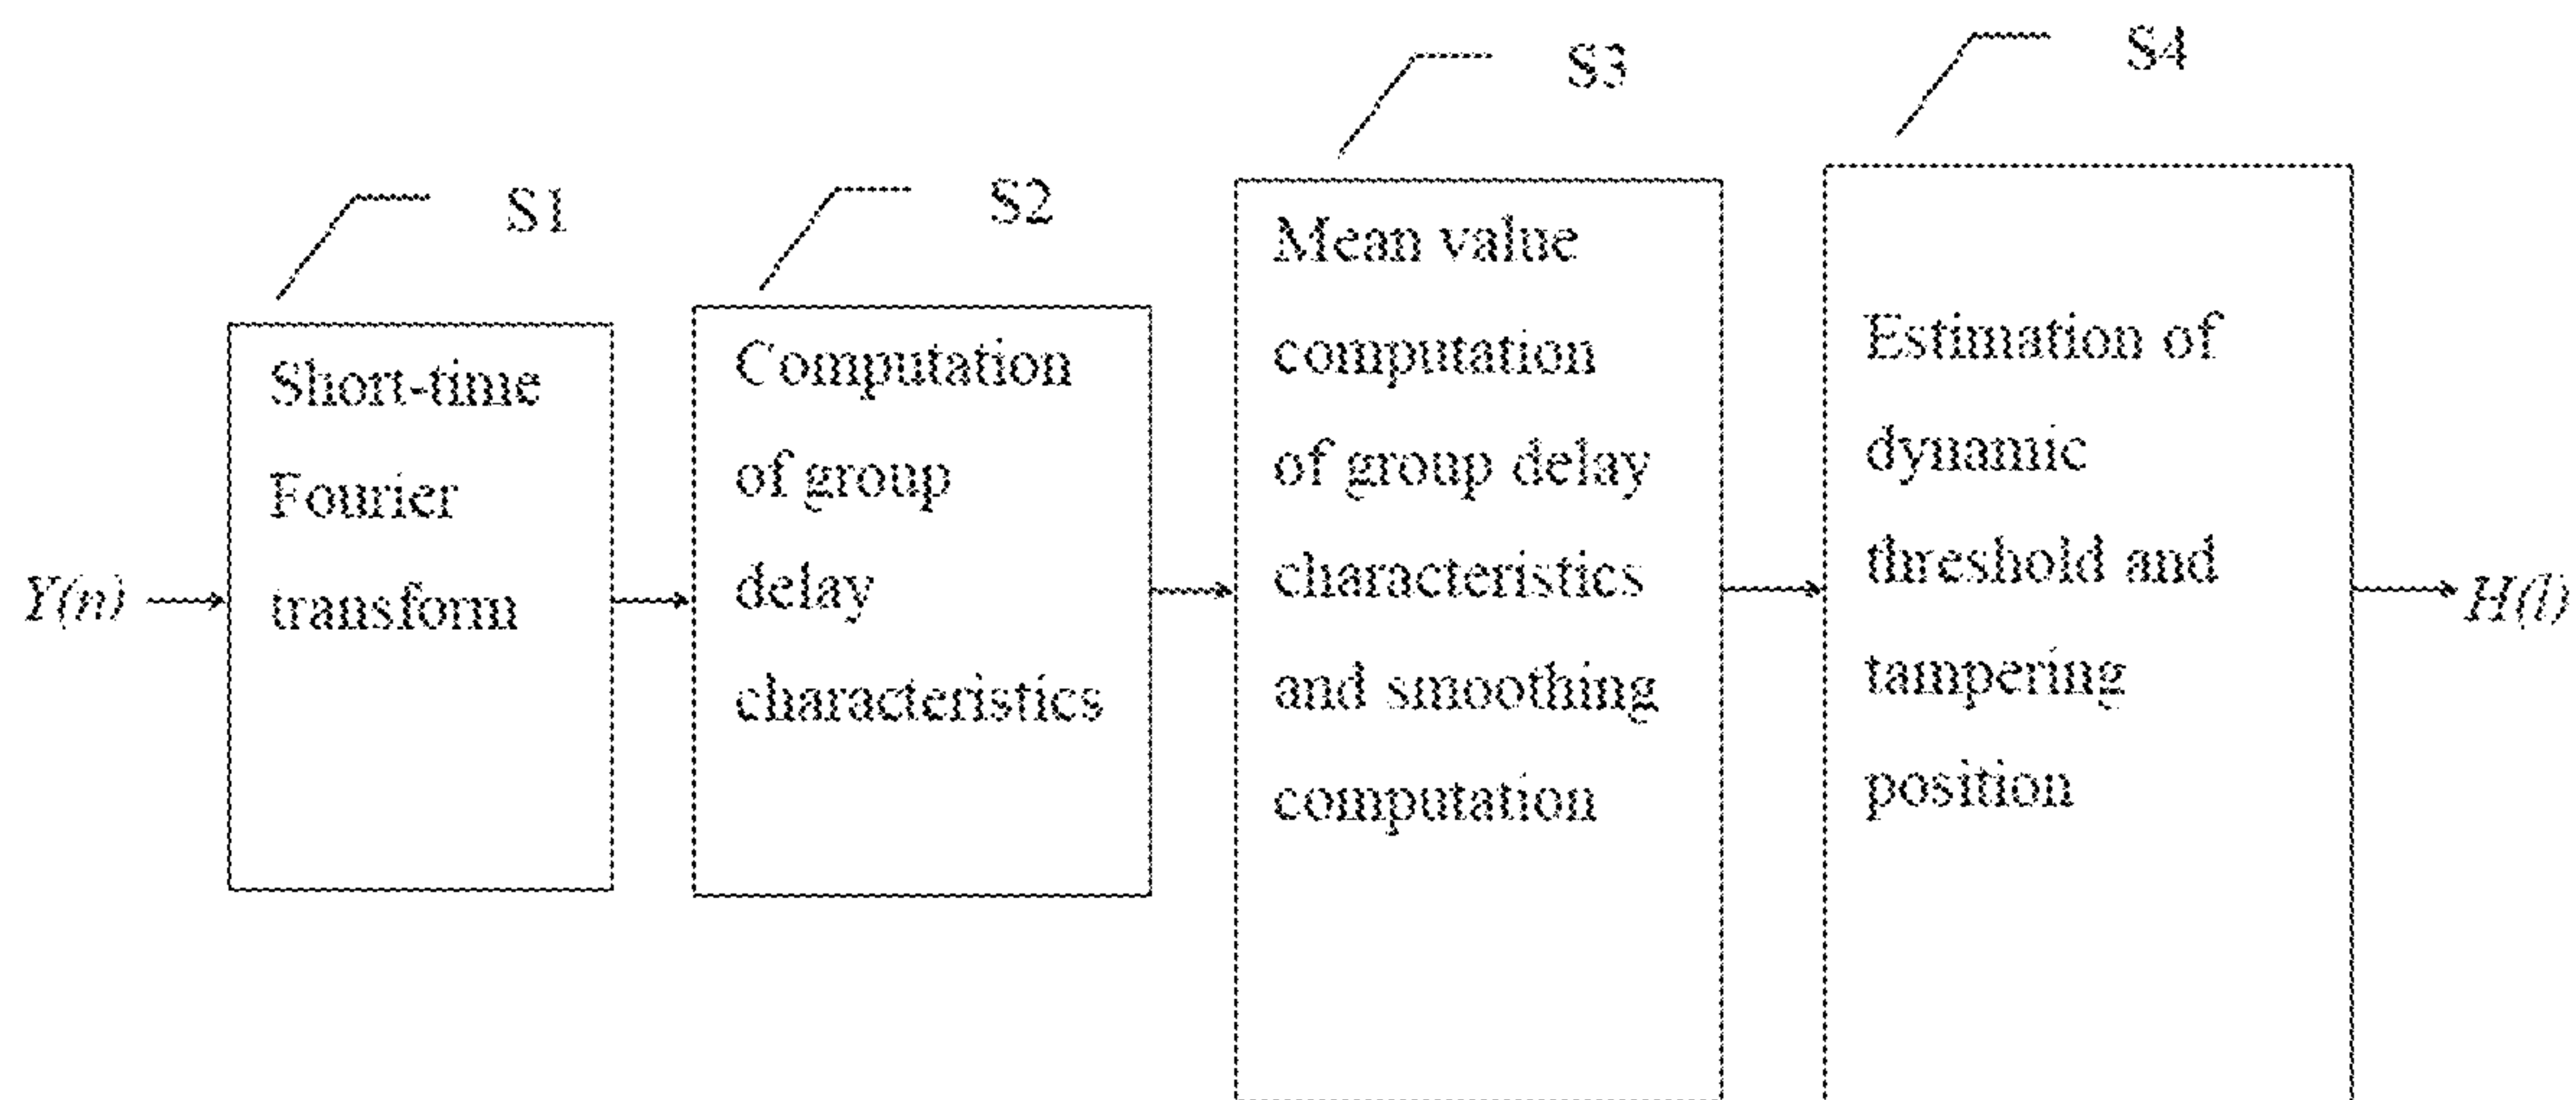 S1
S2
S3
S4
Y(n)
Short-time
Fourier
transform
Computation
of group
delay
characteristics
Mean value
computation
of group delay
characteristics
and smoothing
computation
Estimation of
dynamic
threshold and
tampering
position
H(l)